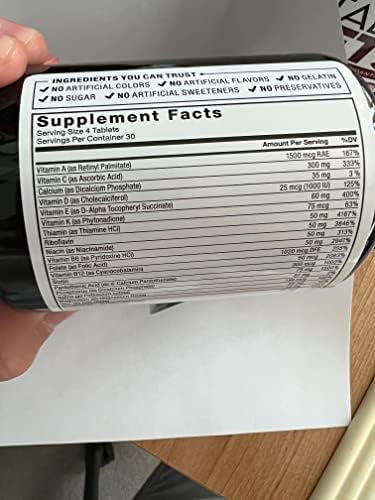 INGREDIENTS YOU CAN TRUST
✓ NO ARTIFICIAL COLORS ✓ NO ARTIFICIAL FLAVORS ✓ NO GELATIN
✓ NO SUGAR ✓ NO ARTIFICIAL SWEETENERS ✓ NO PRESERVATIVES
Supplement Facts
Serving Size 4 Tablets
Servings Per Container 30
Amount Per Serving %DV
Vitamin A (as Retinyl Palmitate) 1500 mcg RAE 167%
Vitamin C (as Ascorbic Acid) 300 mg 333%
Calcium (as Dicalcium Phosphate) 35 mg 3%
Vitamin D (as Cholecalciferol) 25 mcg (1000 IU) 125%
Vitamin E (as D-Alpha Tocopheryl Succinate) 60 mg 400%
Vitamin K (as Phytonadione) 75 mcg 63%
Thiamin (as Thiamine HCl) 50 mg 4167%
Riboflavin 50 mg 3846%
Niacin (as Niacinamide) 50 mg 313%
Vitamin B6 (as Pyridoxine HCl) 50 mg 2941%
Folate (as Folic Acid) 1020 mcg DFE 255%
Vitamin B12 (as Cyanocobalamin) 50 mcg 2083%
Biotin 300 mcg 1000%